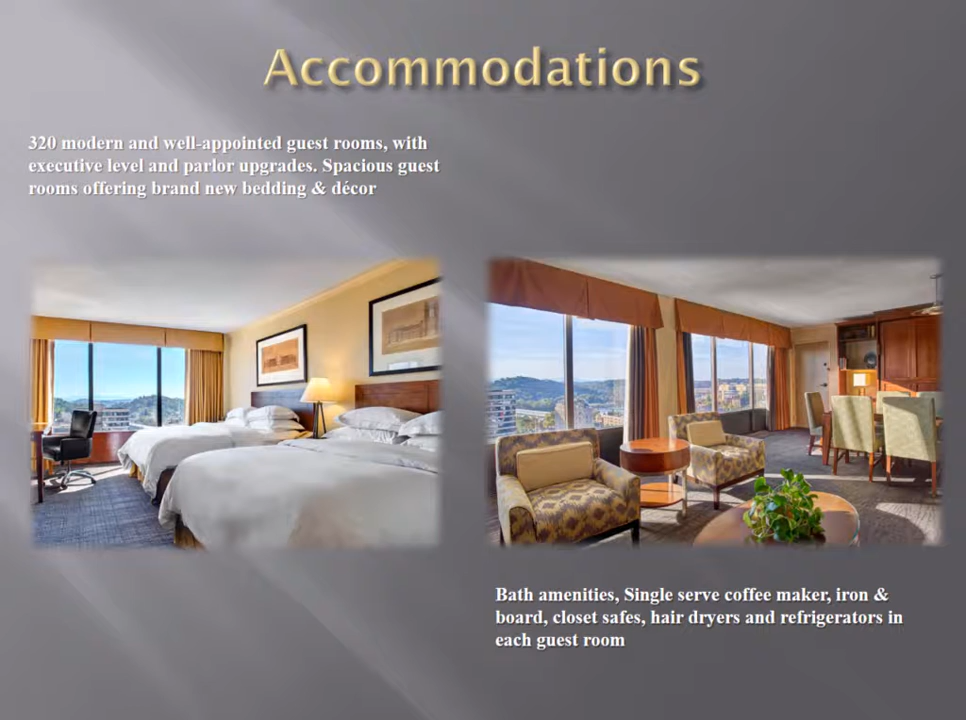 Accommodations
320 modern and well-appointed guest rooms, with
executive level and parlor upgrades. Spacious guest
rooms offering brand new bedding & décor
Bath amenities, Single serve coffee maker, iron &
board, closet safes, hair dryers and refrigerators in
each guest room